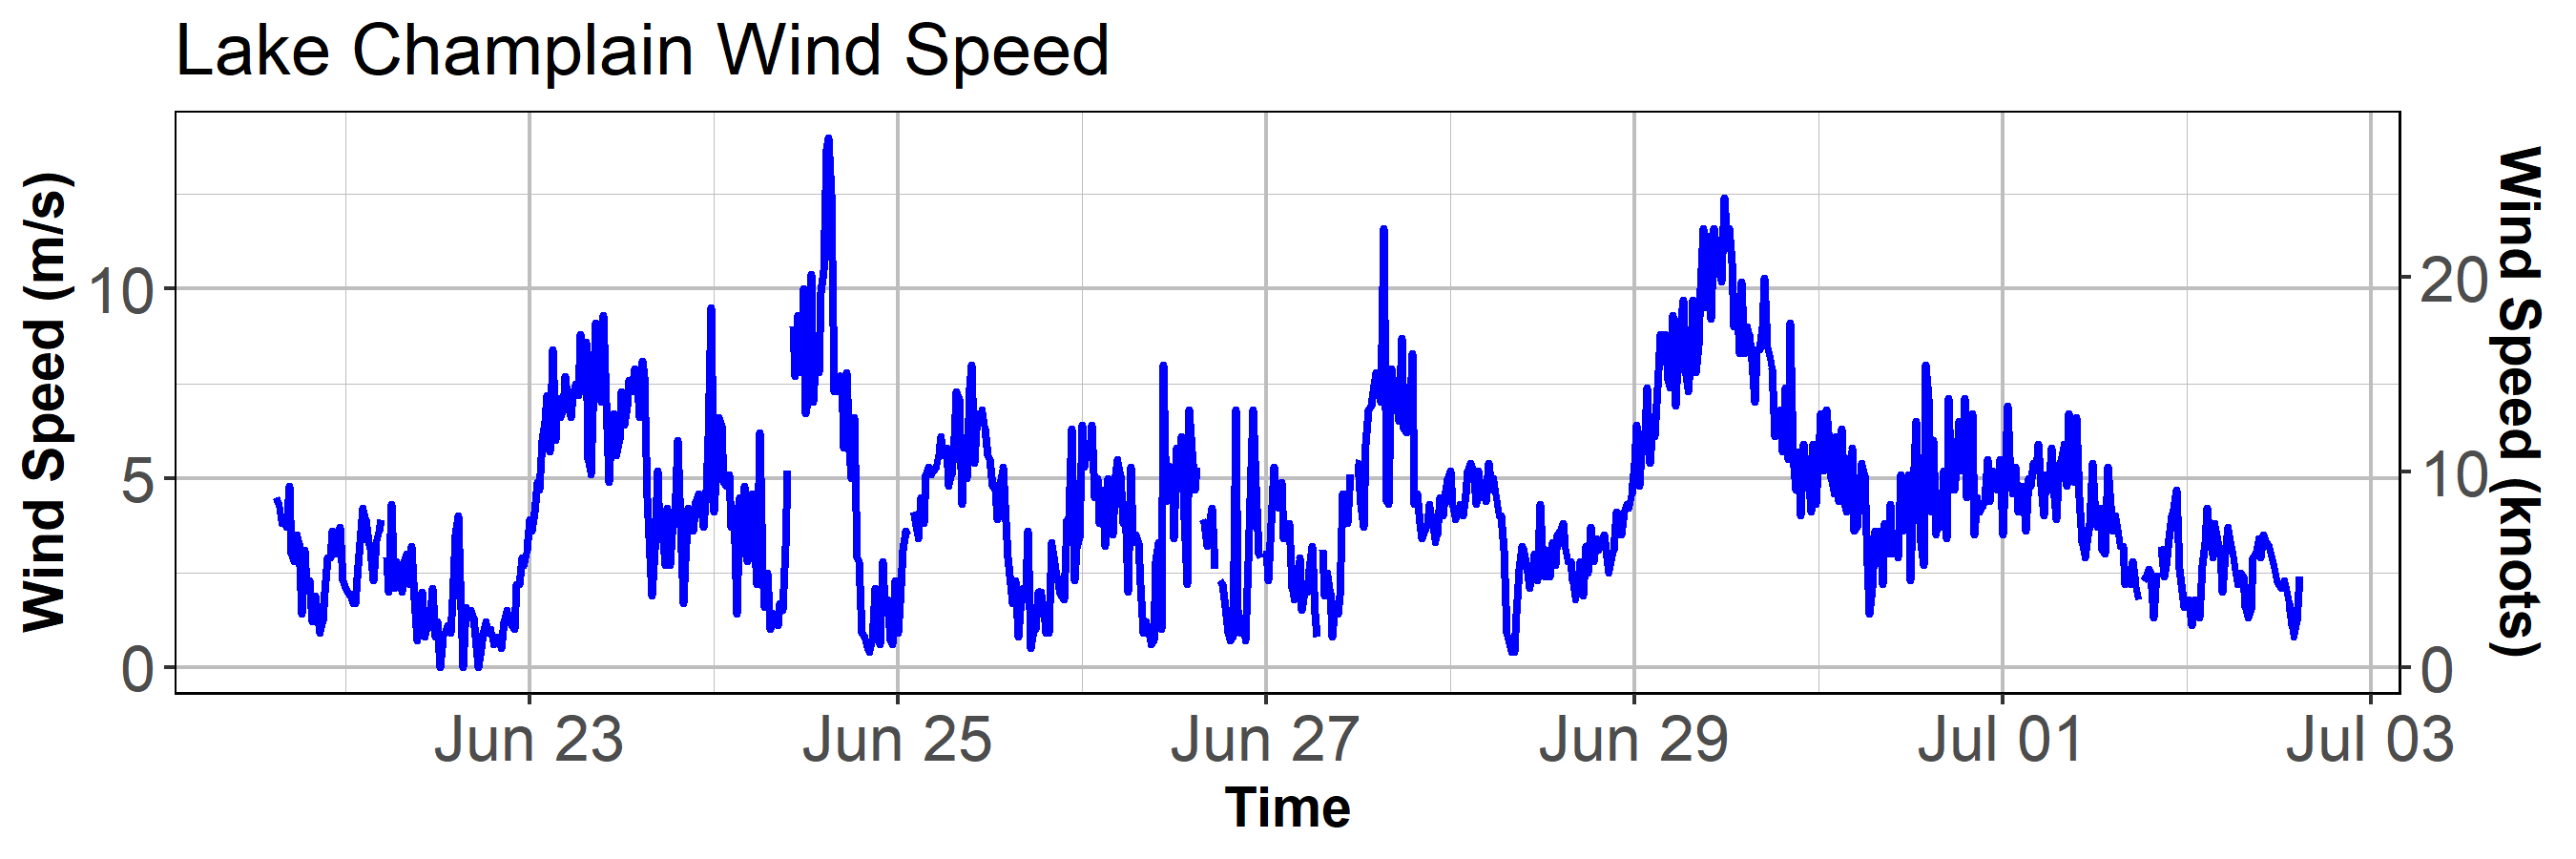 Lake Champlain Wind Speed
Wind Speed (m/s)
10
5
0
20
10
0
Wind Speed (knots)
Jun 23 Jun 25 Jun 27 Jun 29 Jul 01 Jul 03
Time